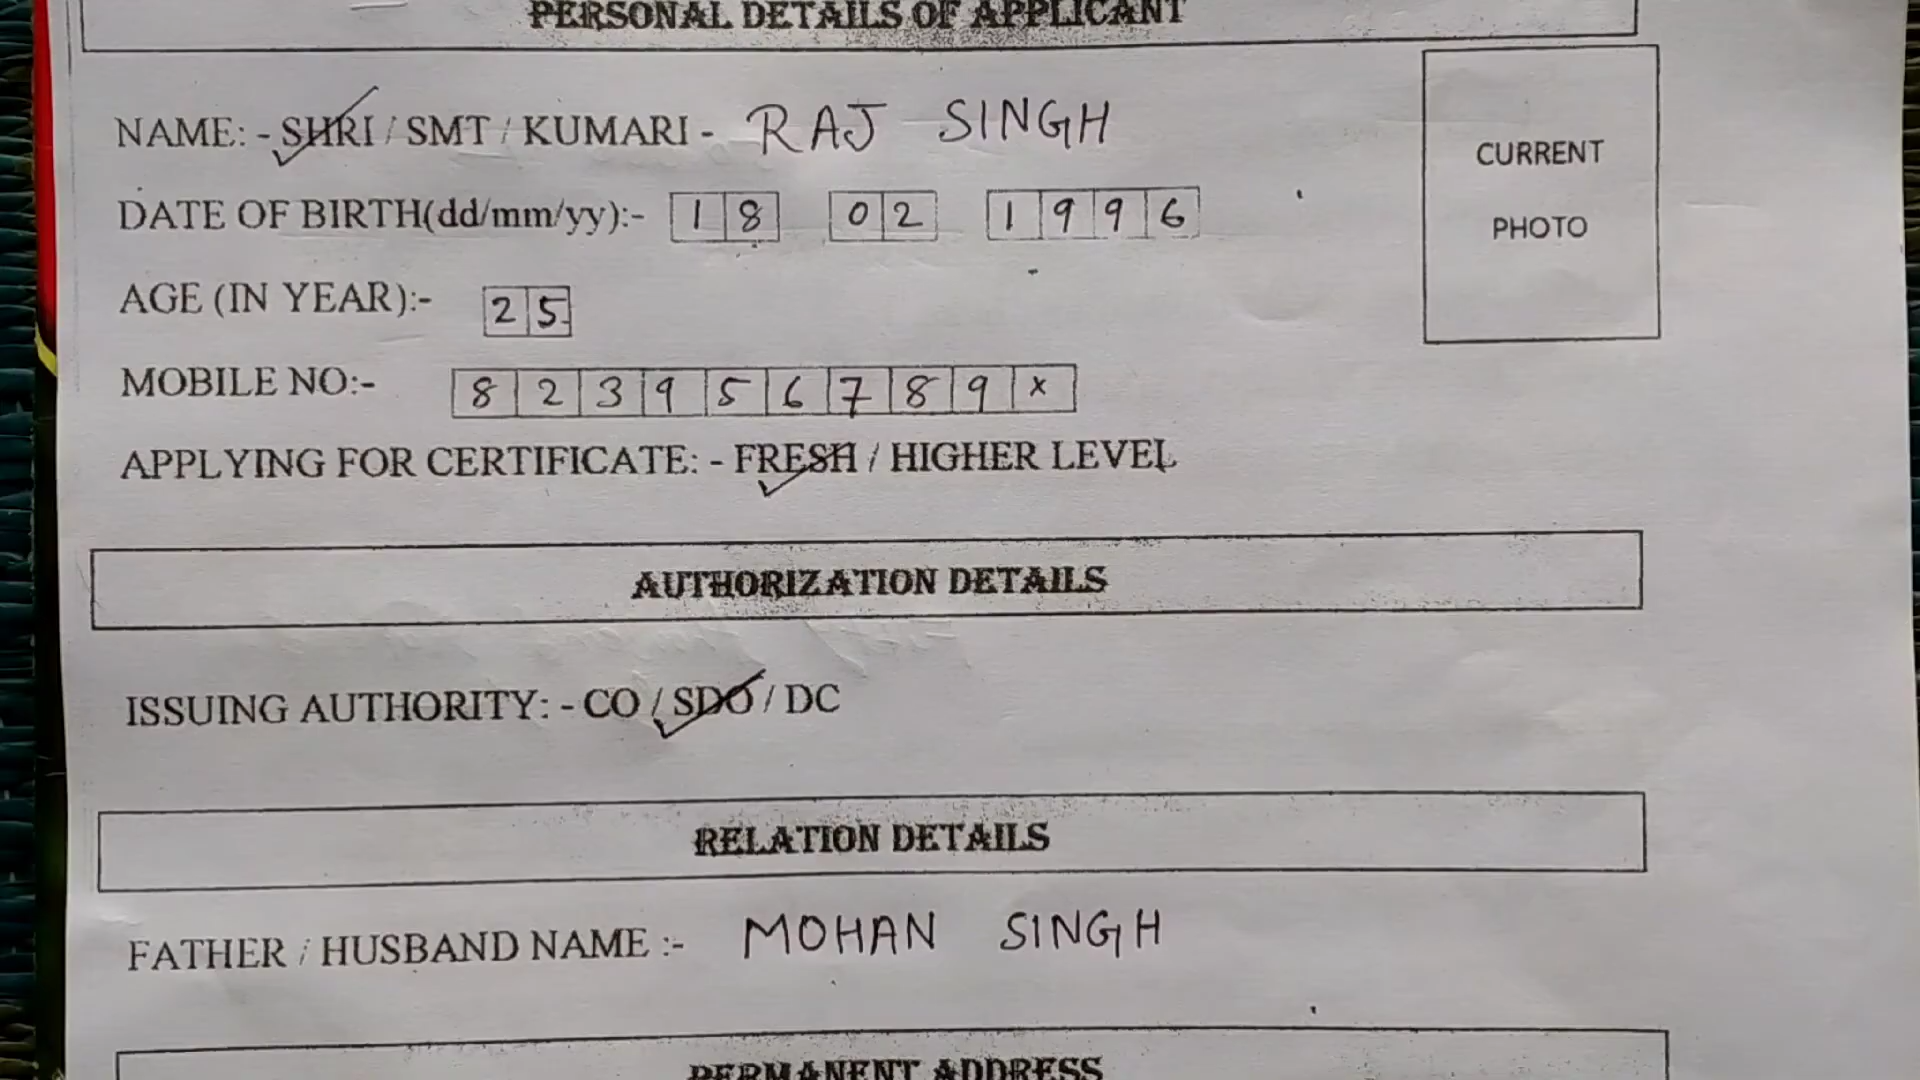 PERSONAL DETAILS OF APPLICANT
NAME: - SHRI / SMT / KUMARI - RAJ SINGH
CURRENT
PHOTO
DATE OF BIRTH(dd/mm/yy):- 18 02 1996
AGE (IN YEAR):- 25
MOBILE NO:- 823956789x
APPLYING FOR CERTIFICATE: - FRESH / HIGHER LEVEL
AUTHORIZATION DETAILS
ISSUING AUTHORITY: - CO / SDO / DC
RELATION DETAILS
FATHER / HUSBAND NAME :- MOHAN SINGH
PERMANENT ADDRESS